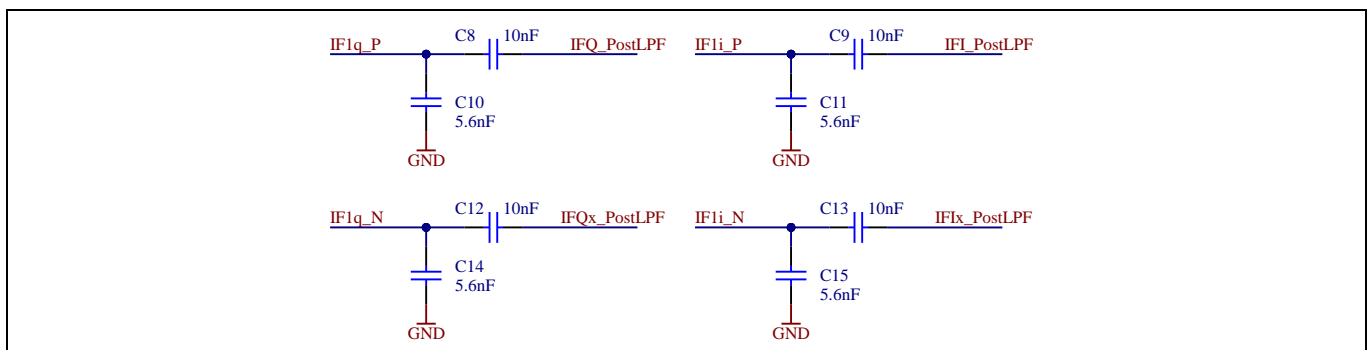 IF1q_P C8 10nF IFQ_PostLPF
C10
5.6nF
GND
IF1i_P C9 10nF IFI_PostLPF
C11
5.6nF
GND
IF1q_N C12 10nF IFQx_PostLPF
C14
5.6nF
GND
IF1i_N C13 10nF IFIx_PostLPF
C15
5.6nF
GND